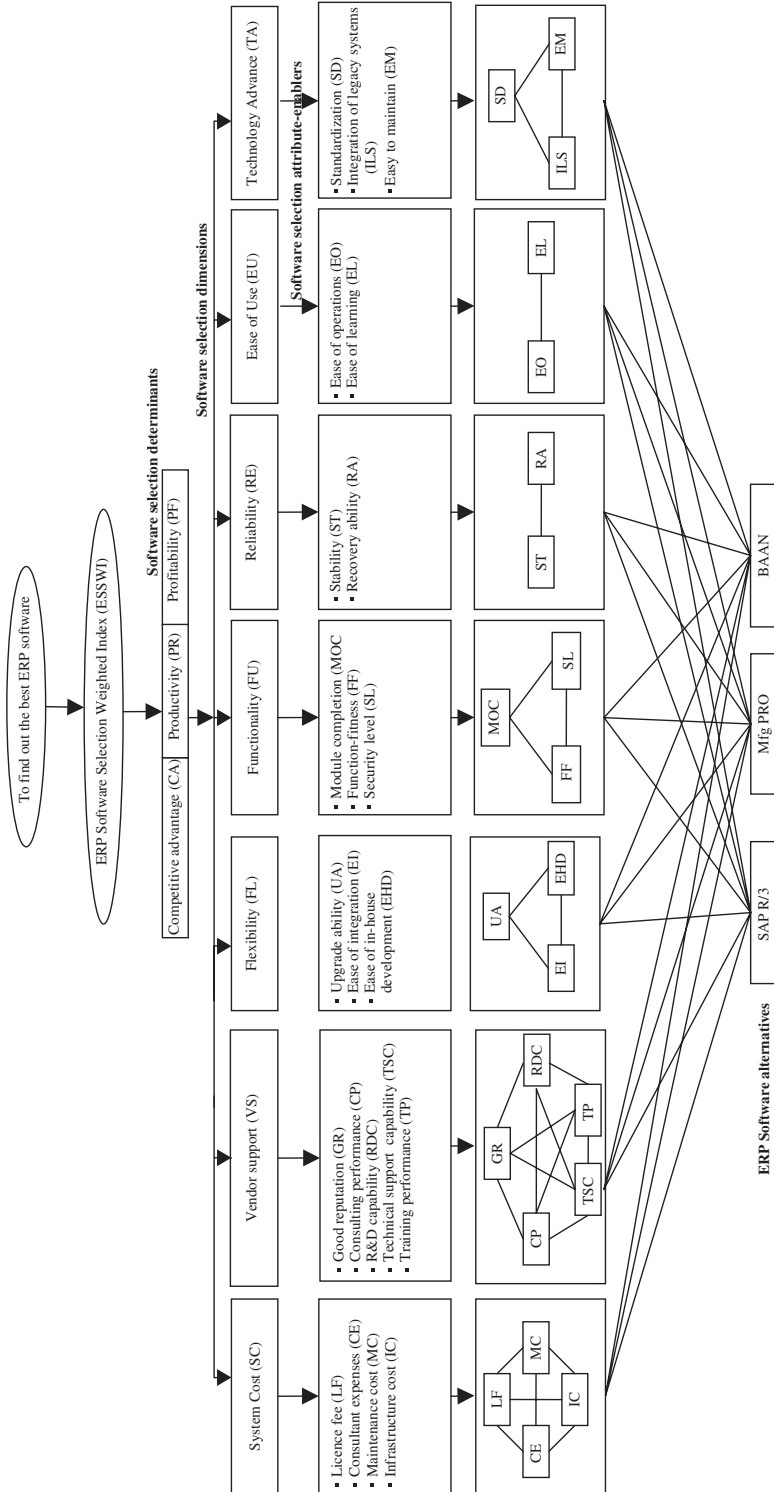 To find out the best ERP software
ERP Software Selection Weighted Index (ESSWI)
Software selection determinants
Competitive advantage (CA)
Productivity (PR)
Profitability (PF)
Software selection dimensions
System Cost (SC)
Vendor support (VS)
Flexibility (FL)
Functionality (FU)
Reliability (RE)
Ease of Use (EU)
Technology Advance (TA)
Software selection attribute-enablers
▪ Licence fee (LF)
▪ Consultant expenses (CE)
▪ Maintenance cost (MC)
▪ Infrastructure cost (IC)
▪ Good reputation (GR)
▪ Consulting performance (CP)
▪ R&D capability (RDC)
▪ Technical support capability (TSC)
▪ Training performance (TP)
▪ Upgrade ability (UA)
▪ Ease of integration (EI)
▪ Ease of in-house
development (EHD)
▪ Module completion (MOC
▪ Function-fitness (FF)
▪ Security level (SL)
▪ Stability (ST)
▪ Recovery ability (RA)
▪ Ease of operations (EO)
▪ Ease of learning (EL)
▪ Standardization (SD)
▪ Integration of legacy systems
(ILS)
▪ Easy to maintain (EM)
LF
CE
MC
IC
GR
CP
RDC
TSC
TP
UA
EI
EHD
MOC
FF
SL
ST
RA
EO
EL
SD
ILS
EM
ERP Software alternatives
SAP R/3
Mfg PRO
BAAN